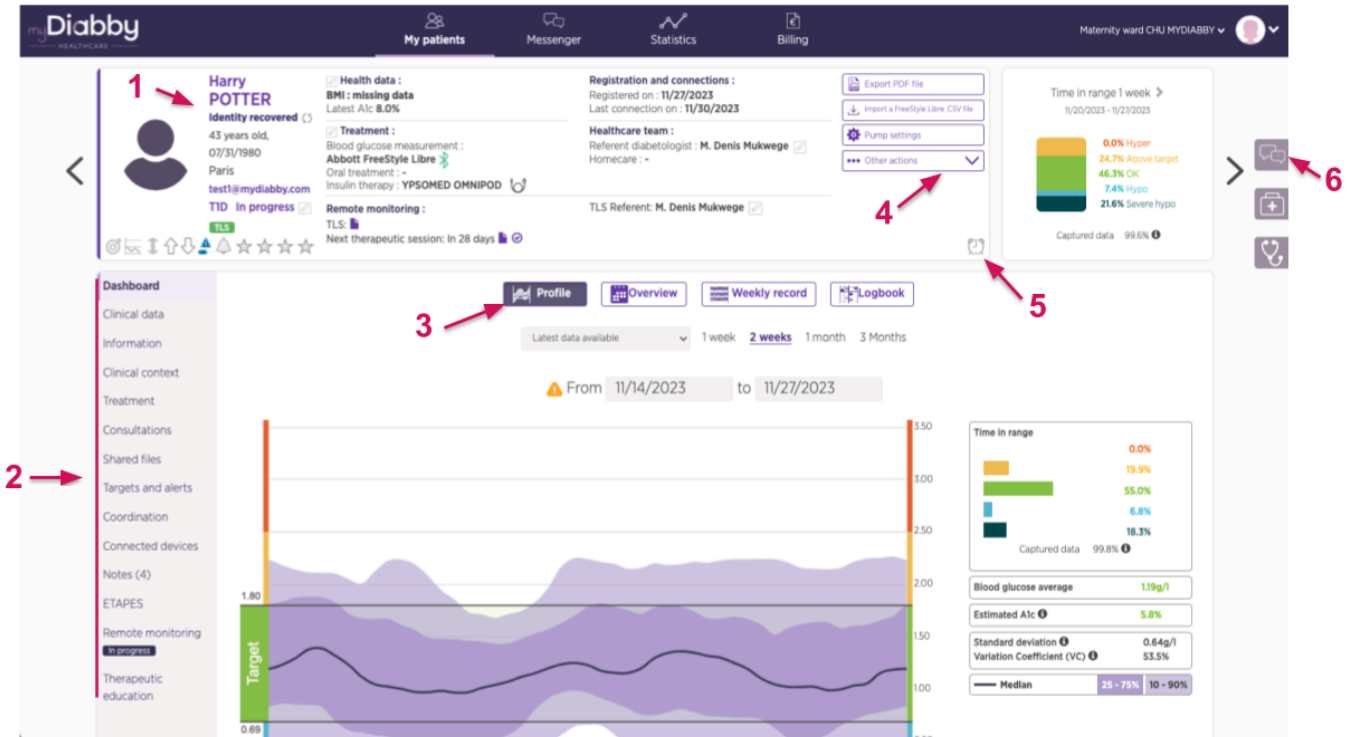 myDiabby
HEALTHCARE
My patients
Messenger
Statistics
Billing
Maternity ward CHU MYDIABBY
1
Harry
POTTER
Identity recovered
43 years old,
07/31/1980
Paris
test1@mydiabby.com
T1D In progress
TLS
Health data :
BMI : missing data
Latest A1c 8.0%
Treatment :
Blood glucose measurement :
Abbott FreeStyle Libre
Oral treatment : -
Insulin therapy : YPSOMED OMNIPOD
Remote monitoring :
TLS:
Next therapeutic session: In 28 days
Registration and connections :
Registered on : 11/27/2023
Last connection on : 11/30/2023
Healthcare team :
Referent diabetologist : M. Denis Mukwege
Homecare : -
TLS Referent: M. Denis Mukwege
Export PDF file
Import a FreeStyle Libre .CSV file
Pump settings
Other actions
4
5
Time in range 1 week
11/20/2023 - 11/27/2023
0.0% Hyper
24.7% Above target
46.3% OK
7.4% Hypo
21.6% Severe hypo
Captured data 99.6%
6
2
Dashboard
Clinical data
Information
Clinical context
Treatment
Consultations
Shared files
Targets and alerts
Coordination
Connected devices
Notes (4)
ETAPES
Remote monitoring
In progress
Therapeutic
education
3
Profile
Overview
Weekly record
Logbook
Latest data available
1 week
2 weeks
1 month
3 Months
From 11/14/2023 to 11/27/2023
3.50
3.00
2.50
2.00
1.50
1.00
1.80
Target
0.69
Time in range
0.0%
19.9%
55.0%
6.8%
18.3%
Captured data 99.8%
Blood glucose average 1.19g/l
Estimated A1c 5.8%
Standard deviation 0.64g/l
Variation Coefficient (VC) 53.5%
Median 25 - 75% 10 - 90%